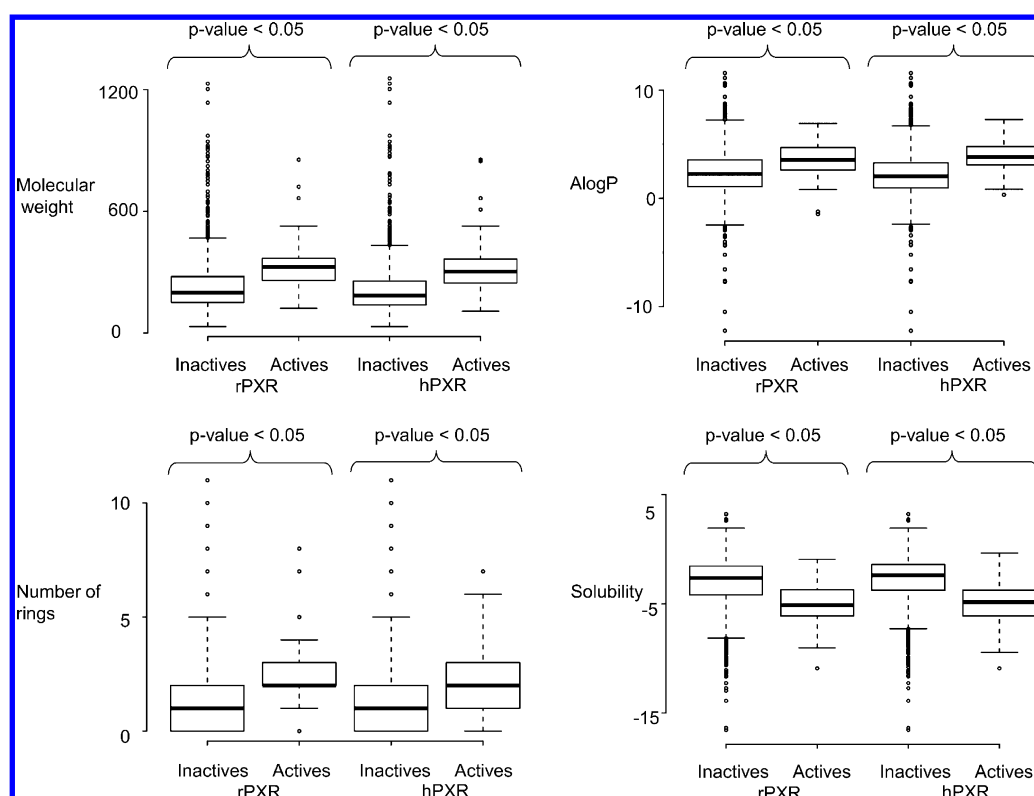 p-value < 0.05
p-value < 0.05
1200
Molecular
weight
600
0
Inactives
Actives
Inactives
Actives
rPXR
hPXR
p-value < 0.05
p-value < 0.05
10
AlogP
0
-10
Inactives
Actives
Inactives
Actives
rPXR
hPXR
p-value < 0.05
p-value < 0.05
10
Number of
rings
5
0
Inactives
Actives
Inactives
Actives
rPXR
hPXR
p-value < 0.05
p-value < 0.05
5
Solubility
-5
-15
Inactives
Actives
Inactives
Actives
rPXR
hPXR